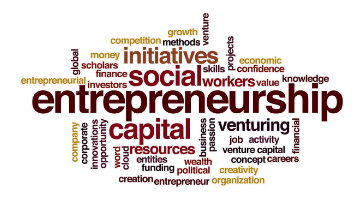 growth
venture
competition methods
projects
global
money initiatives economic
scholars
finance social skills confidence
entrepreneurial investors workers value knowledge
entrepreneurship
company
corporate
innovations
opportunity
capital
business
passion
venturing
financial
word
cloud
resources
job activity
entities
wealth
venture capital
funding political
concept careers
creation
entrepreneur
creativity
organization